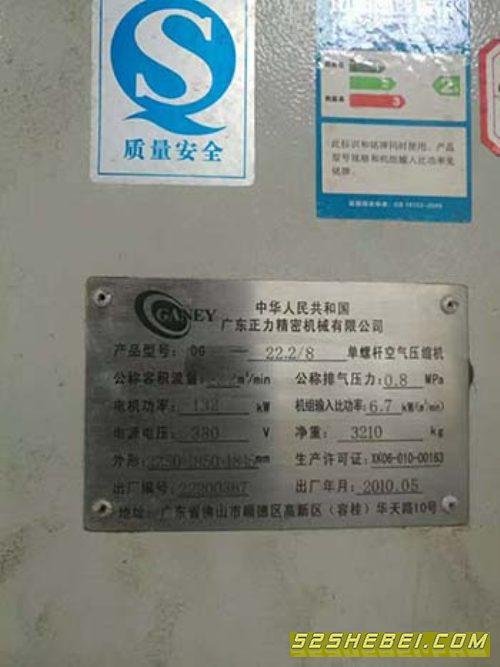 质量安全
2
3
此标识和铭牌同时使用。产品
型号规格和机组输入比功率见
铭牌。
GANEY
中华人民共和国
广东正力精密机械有限公司
产品型号: OG — 22.2/8 单螺杆空气压缩机
公称容积流量: m³/min 公称排气压力: 0.8 MPa
电机功率: 132 kW 机组输入比功率: 6.7 kW/(m³/min)
电源电压: 380 V 净重: 3210 kg
外形: mm 生产许可证: XK06-010-00163
出厂编号: 22200387 出厂年月: 2010.05
地址: 广东省佛山市顺德区高新区(容桂)华天路10号
52SHEBEI.COM